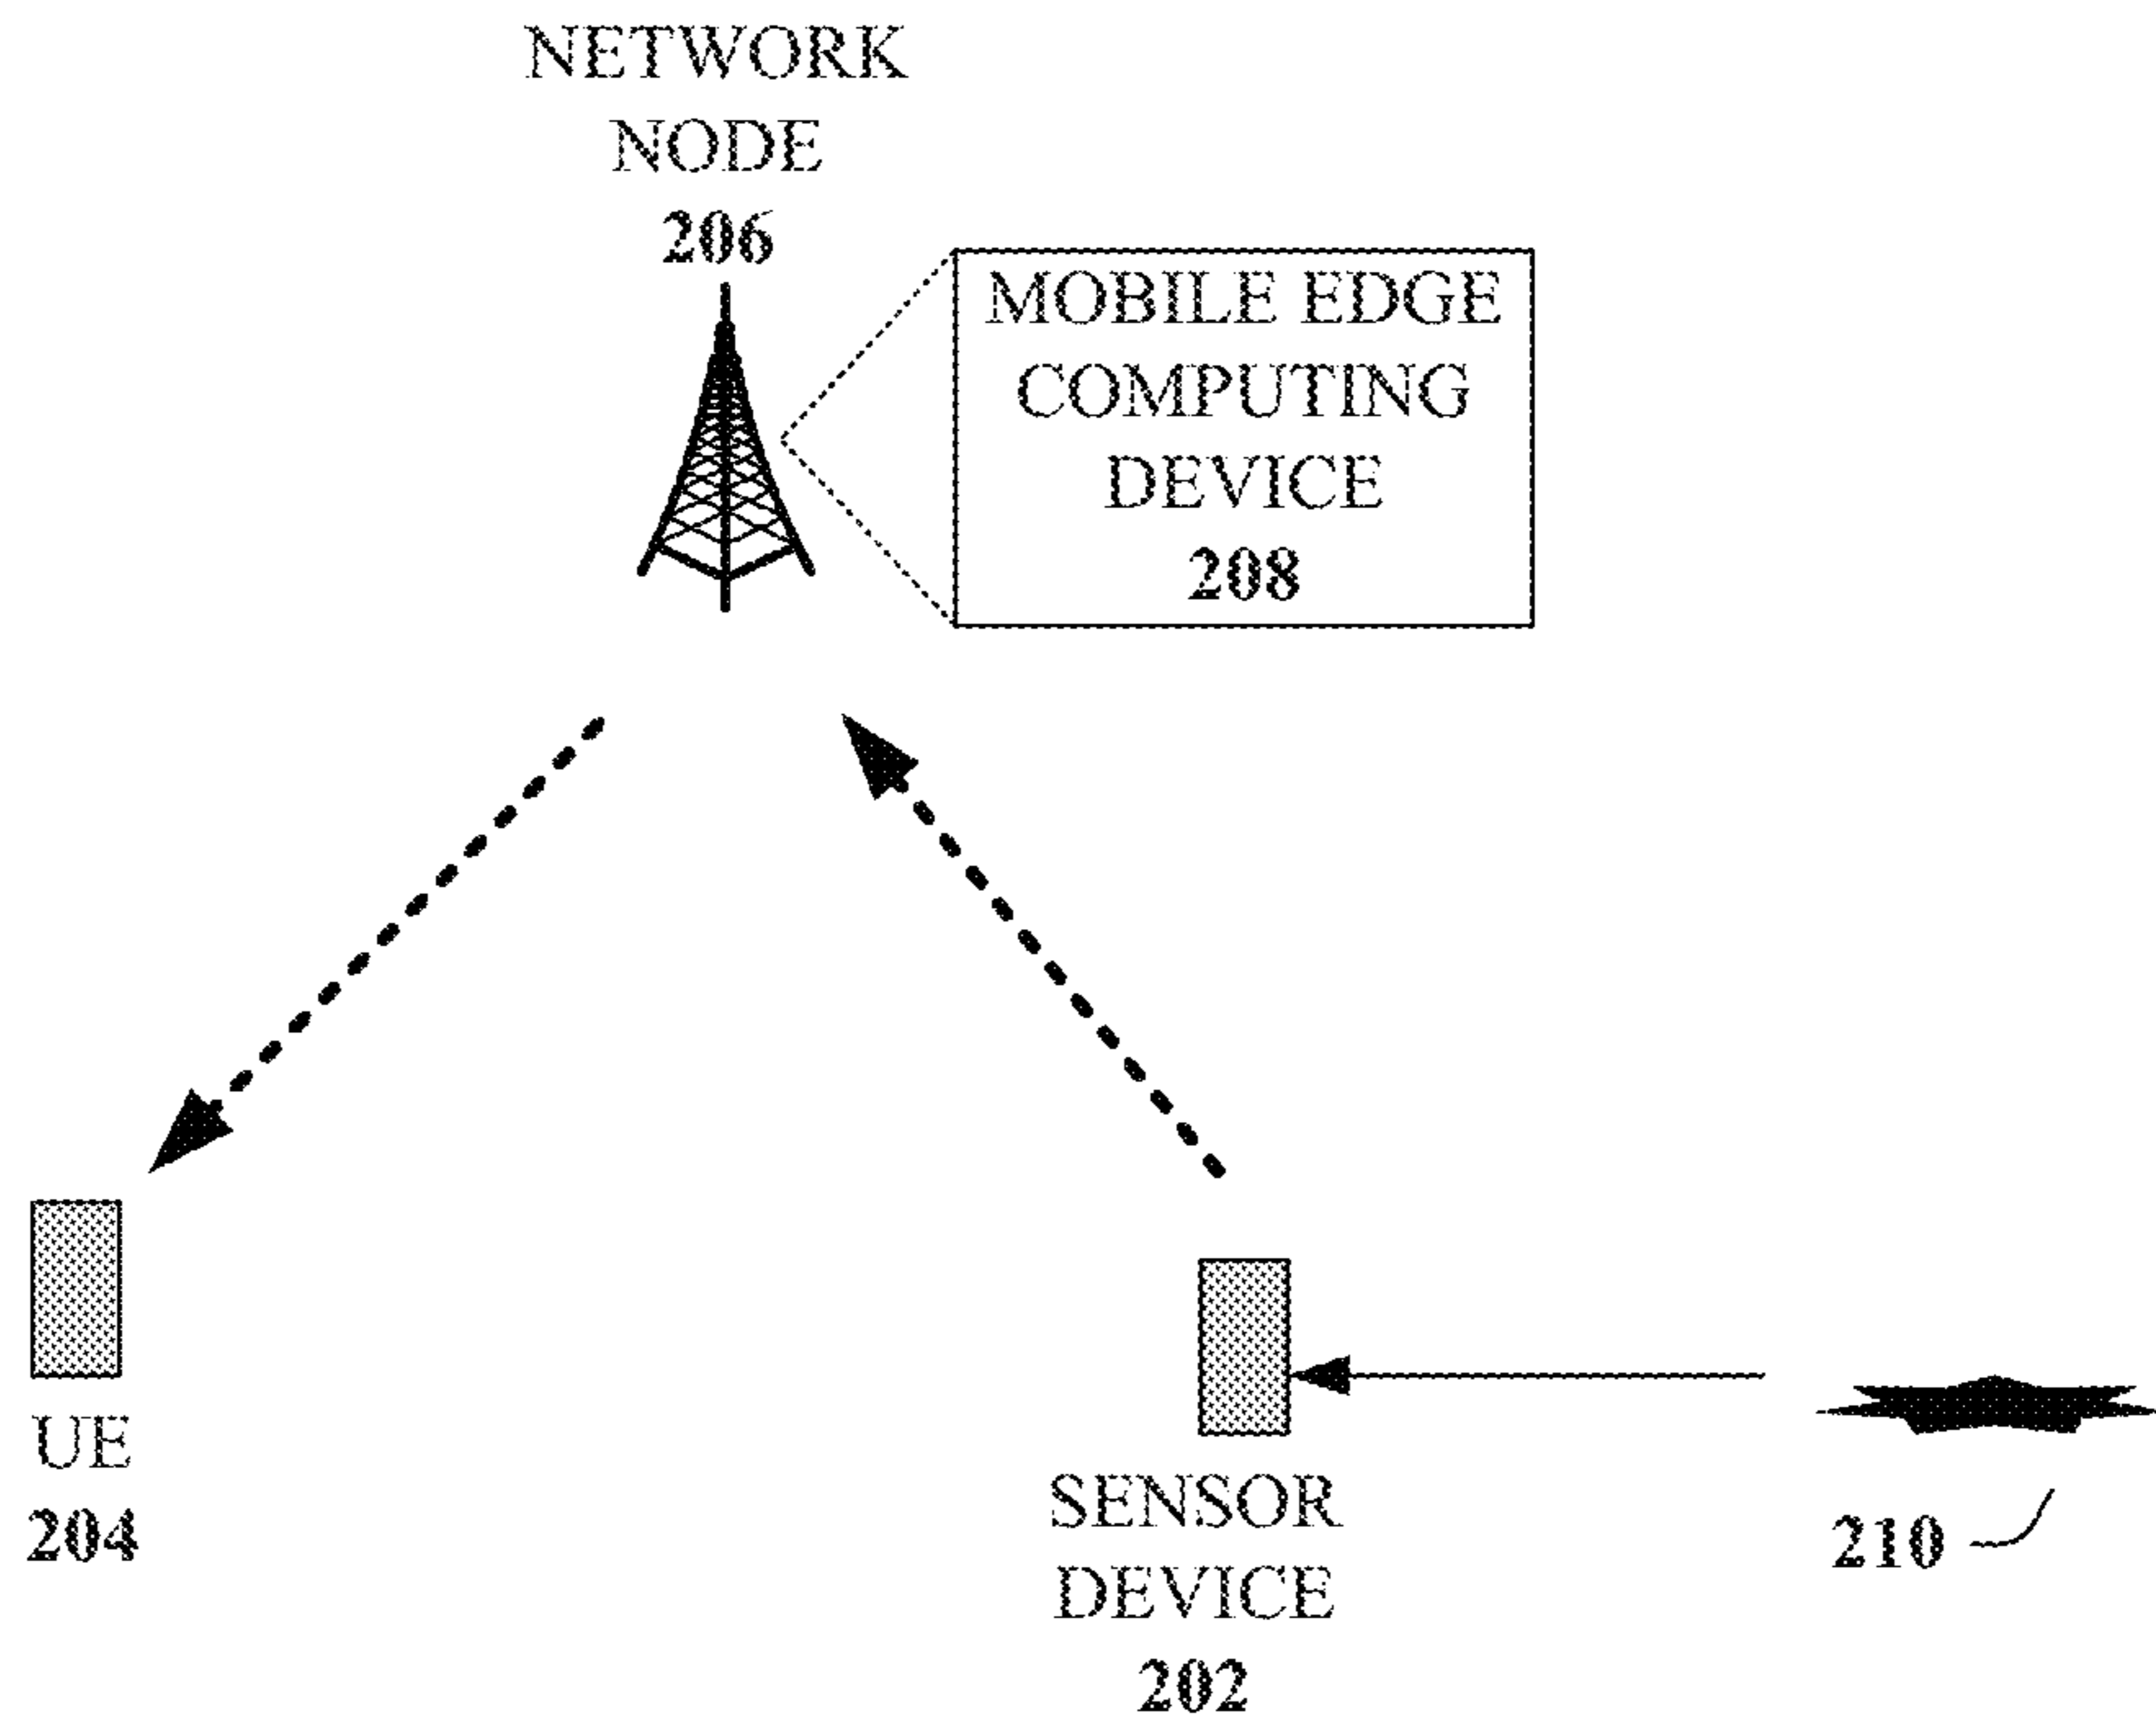 NETWORK
NODE
206
MOBILE EDGE
COMPUTING
DEVICE
208
UE
204
SENSOR
DEVICE
202
210